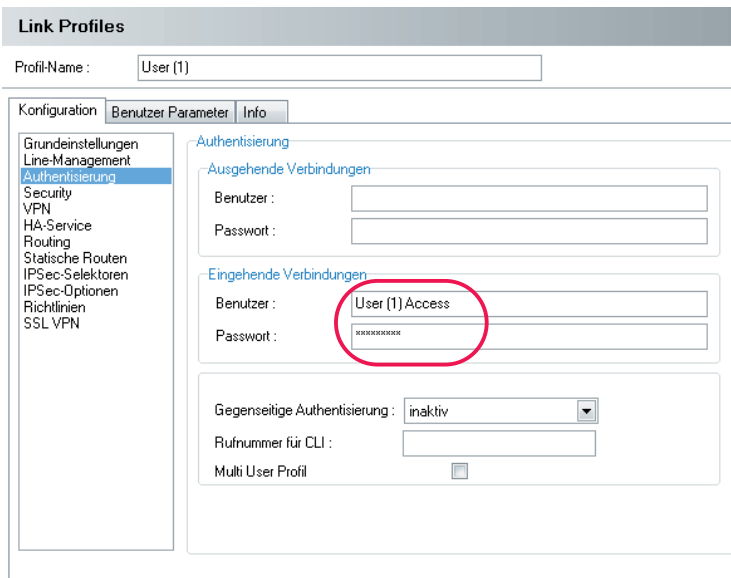 Link Profiles
Profil-Name :
User (1)
Konfiguration
Benutzer Parameter
Info
Grundeinstellungen
Line-Management
Authentisierung
Security
VPN
HA-Service
Routing
Statische Routen
IPSec-Selektoren
IPSec-Optionen
Richtlinien
SSL VPN
Authentisierung
Ausgehende Verbindungen
Benutzer :
Passwort :
Eingehende Verbindungen
Benutzer :
User (1) Access
Passwort :
*********
Gegenseitige Authentisierung :
inaktiv
Rufnummer für CLI :
Multi User Profil